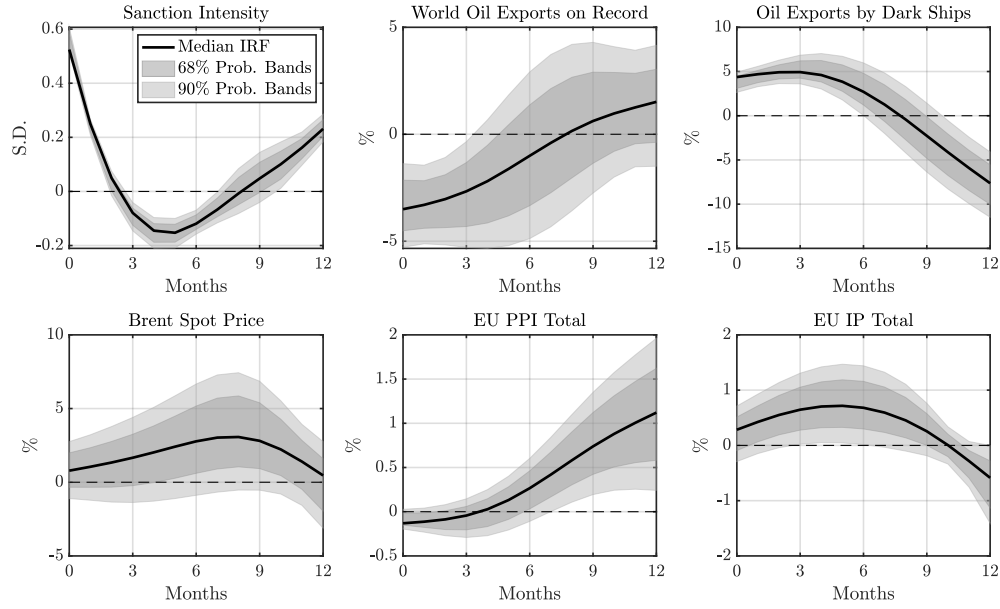 Sanction Intensity
0.6
0.4
0.2
0
-0.2
S.D.
Median IRF
68% Prob. Bands
90% Prob. Bands
0 3 6 9 12
Months
World Oil Exports on Record
5
0
-5
%
0 3 6 9 12
Months
Oil Exports by Dark Ships
10
5
0
-5
-10
-15
%
0 3 6 9 12
Months
Brent Spot Price
10
5
0
-5
%
0 3 6 9 12
Months
EU PPI Total
2
1.5
1
0.5
0
-0.5
%
0 3 6 9 12
Months
EU IP Total
2
1
0
-1
-2
%
0 3 6 9 12
Months